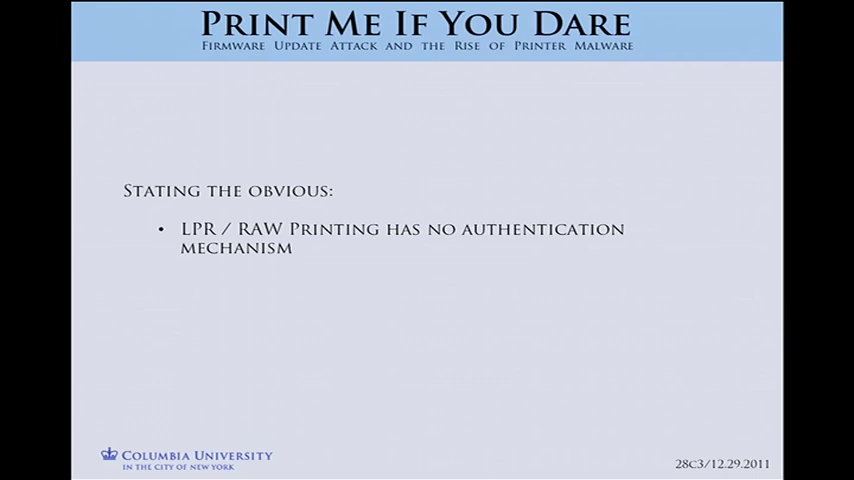 PRINT ME IF YOU DARE
FIRMWARE UPDATE ATTACK AND THE RISE OF PRINTER MALWARE
STATING THE OBVIOUS:
• LPR / RAW PRINTING HAS NO AUTHENTICATION
MECHANISM
COLUMBIA UNIVERSITY
IN THE CITY OF NEW YORK
28C3/12.29.2011